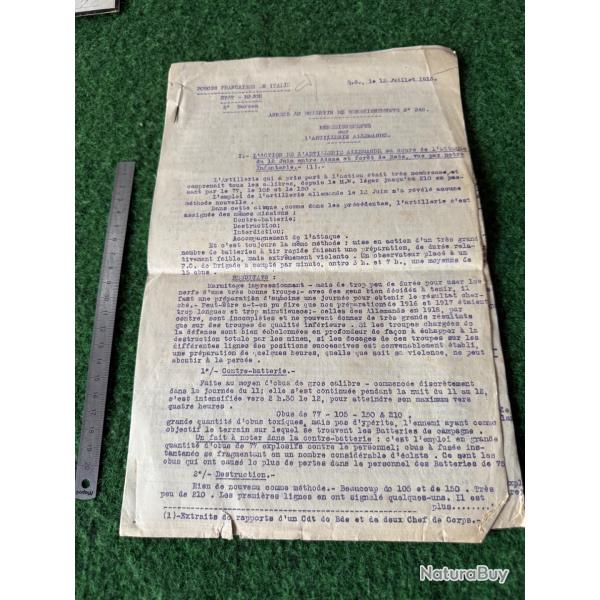 FORCES FRANCAISES EN ITALIE
Q.G., le 12 Juillet 1918.
ETAT - MAJOR
2° Bureau
ANNEXE AU BULLETIN DE RENSEIGNEMENTS N°
RENSEIGNEMENTS
sur
L'ARTILLERIE ALLEMANDE.
I.- L'ACTION DE L'ARTILLERIE ALLEMANDE au cours de l'attaque
du 12 Juin entre Aisne et forêt de Retz, vue par notre
Infanterie.- (1).-
L'Artillerie qui a pris part à l'action était très nombreuse, et
comprenait tous les calibres, depuis le M.W. léger jusqu'au 210 en pas-
sant par le 77, le 105 et le 150 .
L'emploi de l'artillerie allemande le 12 Juin n'a révélé aucune
méthode nouvelle .
Dans cette attaque, comme dans les précédentes, l'artillerie s'est
assignée des mêmes missions :
Contre-batterie;
Destruction;
Interdiction;
Accompagnement de l'attaque .
Et c'est toujours la même méthode : mise en action d'un très grand
nombre de batteries à tir rapide faisant une préparation, de durée rela-
tivement faible, mais extrêmement violente . Un observateur placé à un
P.C. de Brigade a compté par minute, entre 3 h. et 7 h., une moyenne de
15 obus .
RESULTATS :
Marmitage impressionnant - mais de trop peu de durée pour user les
nerfs d'une très bonne troupe;- avec des gens bien décidés à tenir, il
faut une préparation d'au moins une journée pour obtenir le résultat cher-
ché.- Peut-être a-t-on pu dire que nos préparations de 1916 et 1917 étaient
trop longues et trop minutieuses;- celles des Allemands en 1918, par
contre, sont incomplètes et ne peuvent donner de très grands résultats
que sur des troupes de qualité inférieure . Si les troupes chargées de
la défense sont bien échelonnées en profondeur de façon à échapper à la
destruction totale par les minen, si les dosages de ces troupes sur les
différentes lignes des positions successives est convenablement établi,
une préparation de quelques heures, quelle que soit sa violence, ne peut
aboutir à la percée .
1°/- Contre-batterie.-
Faite au moyen d'obus de gros calibre - commencée discrètement
dans la journée du 11; elle s'est continuée pendant la nuit du 11 au 12,
s'est intensifiée vers 2 h.30 le 12, pour atteindre son maximum vers
quatre heures .
Obus de 77 - 105 - 150 & 210 .
grande quantité d'obus toxiques, mais pas d'ypérite, l'ennemi ayant comme
objectif le terrain sur lequel se trouvent les Batteries de campagne .
Un fait à noter dans la contre-batterie : c'est l'emploi en grande
quantité d'obus de 77 explosifs contre le personnel; obus à fusée ins-
tantanée se fragmentant en un nombre considérable d'éclats . Ce sont les
obus qui ont causé le plus de pertes dans le personnel des Batteries de 75
2°/- Destruction.-
Rien de nouveau comme méthode.- Beaucoup de 105 et de 150 . Très
peu de 210 . Les premières lignes en ont signalé quelques-uns. Il est
plus.......
(1)-Extraits de rapports d'un Cdt de Bde et de deux Chef de Corps.-
NaturaBuy